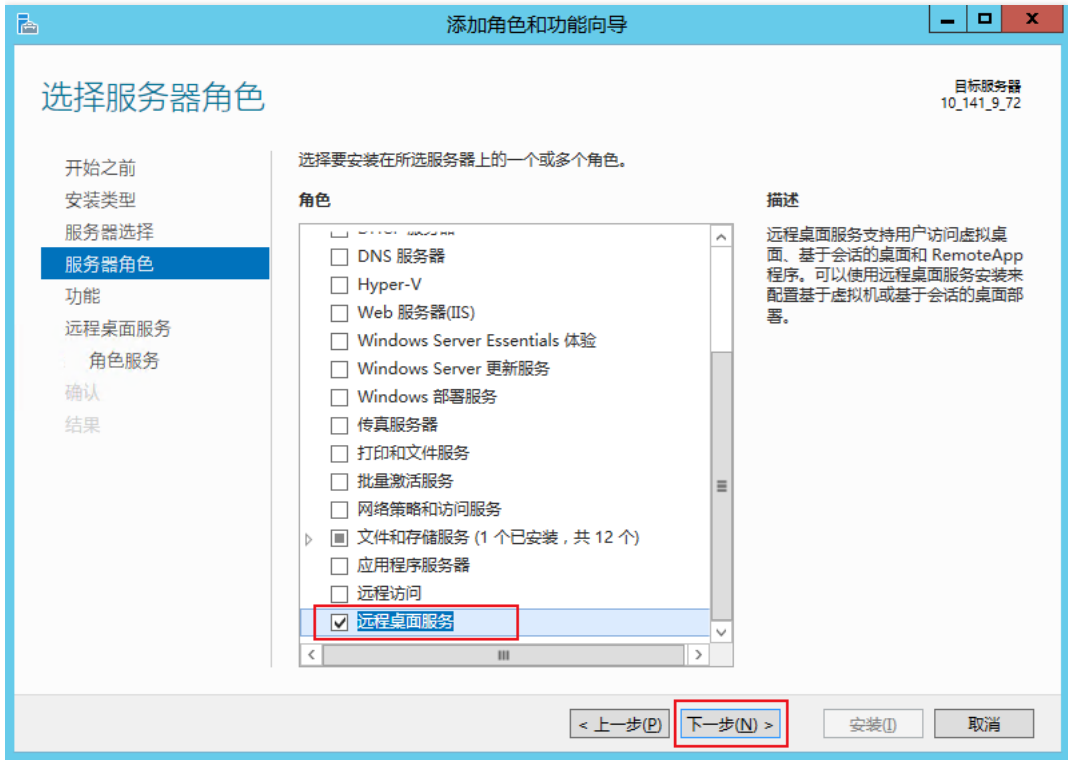 添加角色和功能向导
选择服务器角色
目标服务器
10_141_9_72
开始之前
安装类型
服务器选择
服务器角色
功能
远程桌面服务
角色服务
确认
结果
选择要安装在所选服务器上的一个或多个角色。
角色
DHCP 服务器
DNS 服务器
Hyper-V
Web 服务器(IIS)
Windows Server Essentials 体验
Windows Server 更新服务
Windows 部署服务
传真服务器
打印和文件服务
批量激活服务
网络策略和访问服务
文件和存储服务 (1 个已安装，共 12 个)
应用程序服务器
远程访问
远程桌面服务
描述
远程桌面服务支持用户访问虚拟桌
面、基于会话的桌面和 RemoteApp
程序。可以使用远程桌面服务安装来
配置基于虚拟机或基于会话的桌面部
署。
< 上一步(P)
下一步(N) >
安装(I)
取消